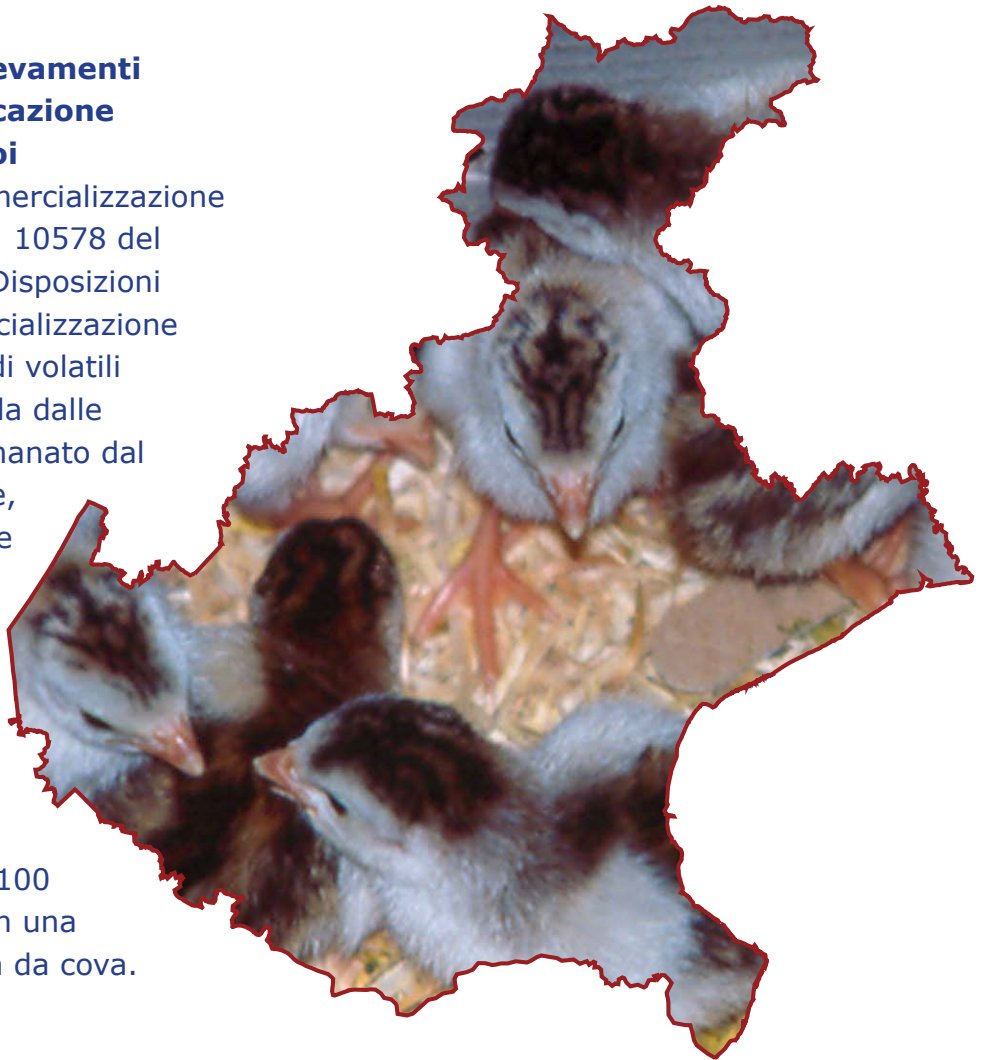 evamenti
cazione
pi
mercializzazione
10578 del
Disposizioni
cializzazione
di volatili
la dalle
manato dal
e,
e
100
n una
a da cova.